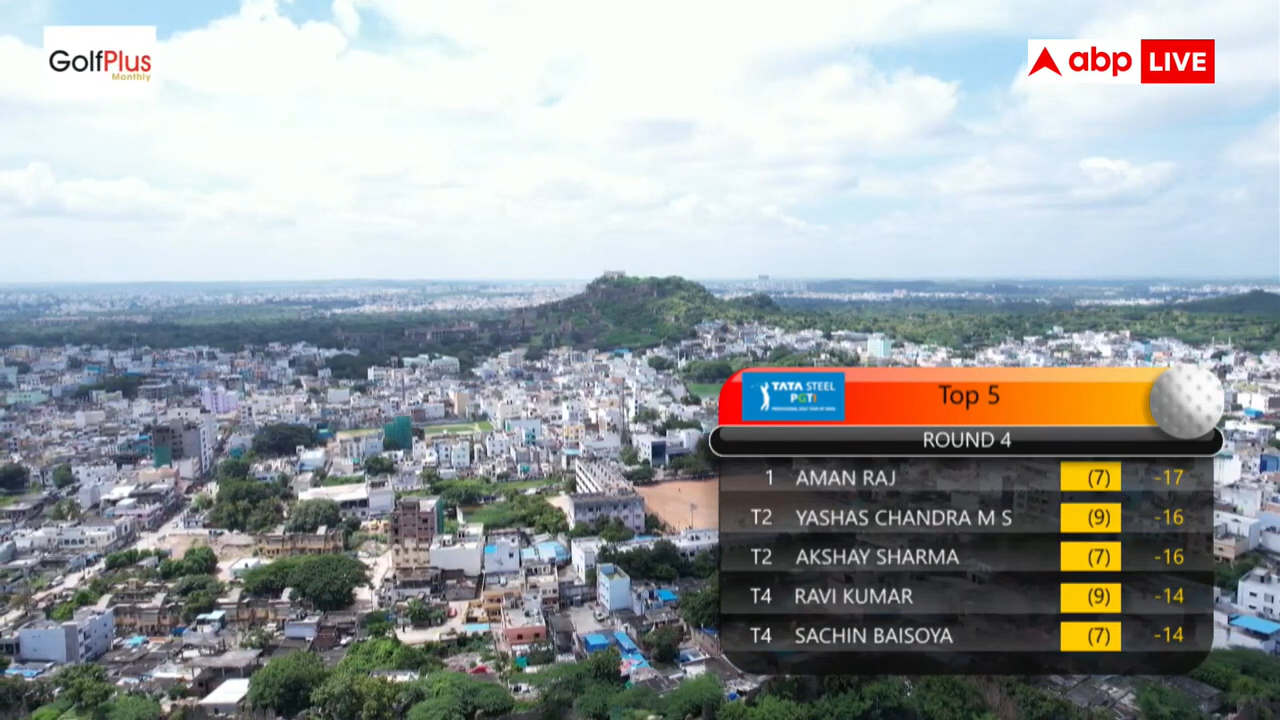 GolfPlus
Monthly
abp LIVE
TATA STEEL
PGTI
Top 5
ROUND 4
1 AMAN RAJ (7) -17
T2 YASHAS CHANDRA M S (9) -16
T2 AKSHAY SHARMA (7) -16
T4 RAVI KUMAR (9) -14
T4 SACHIN BAISOYA (7) -14